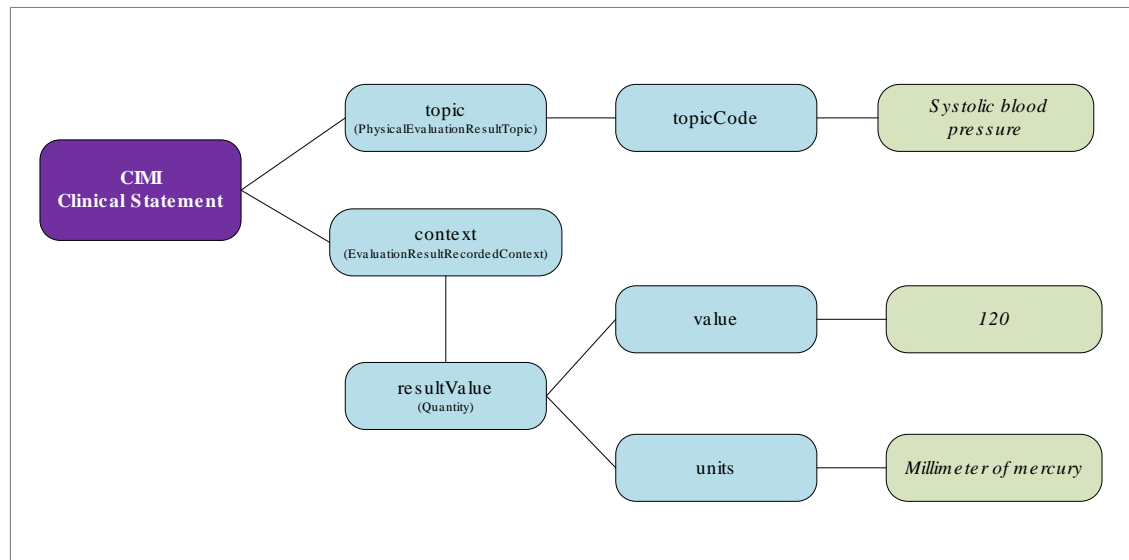 topic
(PhysicalEvaluationResultTopic)
topicCode
Systolic blood
pressure
CIMI
Clinical Statement
context
(EvaluationResultRecordedContext)
value
120
resultValue
(Quantity)
units
Millimeter of mercury